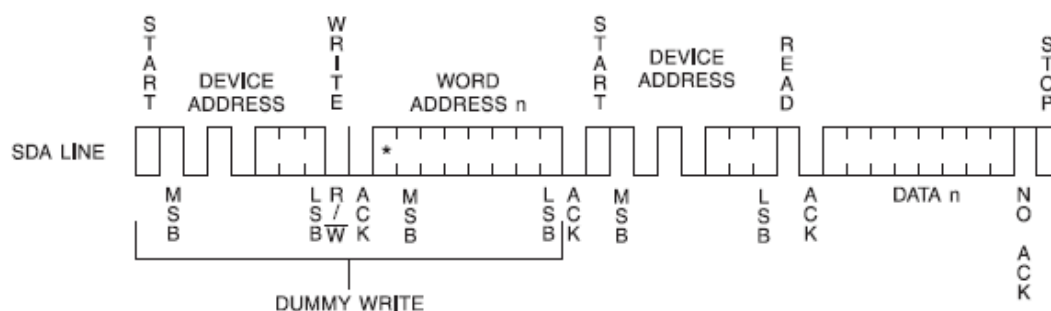 START
WRITE
START
READ
STOP
DEVICE
ADDRESS
WORD
ADDRESS n
DEVICE
ADDRESS
SDA LINE
*
MSB
LSB
R/W
ACK
MSB
LSB
ACK
MSB
LSB
ACK
DATA n
NO ACK
DUMMY WRITE